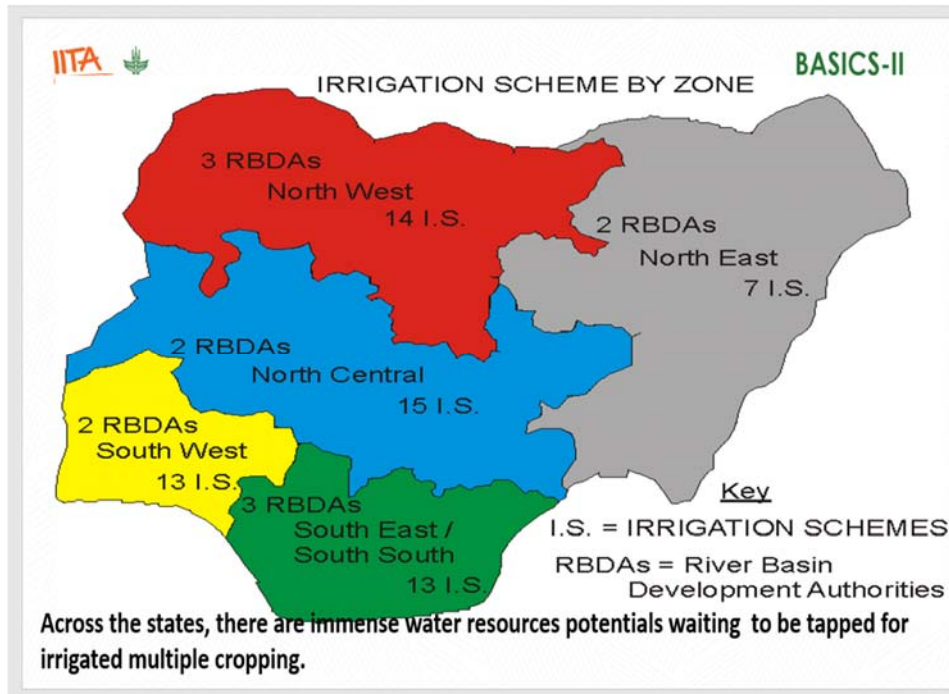 IITA
BASICS-II
IRRIGATION SCHEME BY ZONE
3 RBDAs
North West
14 I.S.
2 RBDAs
North East
7 I.S.
2 RBDAs
North Central
15 I.S.
2 RBDAs
South West
13 I.S.
3 RBDAs
South East /
South South
13 I.S.
Key
I.S. = IRRIGATION SCHEMES
RBDAs = River Basin
Development Authorities
Across the states, there are immense water resources potentials waiting to be tapped for
irrigated multiple cropping.